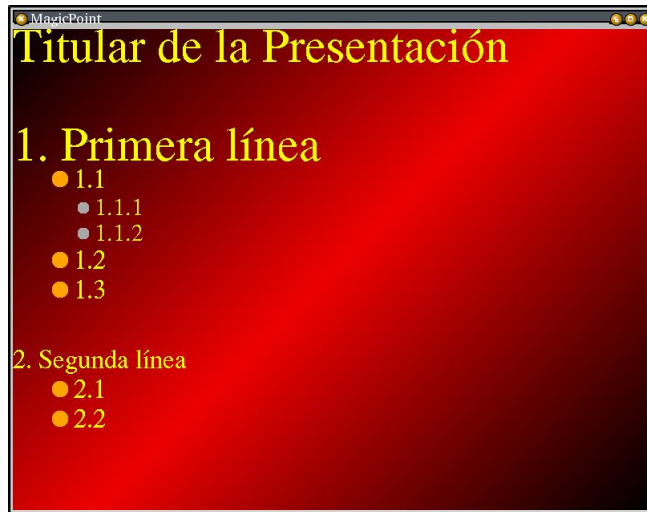 MagicPoint
Titular de la Presentación
1. Primera línea
1.1
1.1.1
1.1.2
1.2
1.3
2. Segunda línea
2.1
2.2